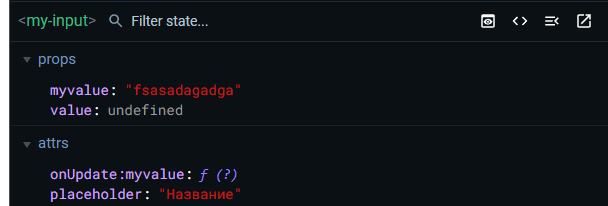 <my-input> Filter state...
props
myvalue: "fsasadagadga"
value: undefined
attrs
onUpdate:myvalue: ƒ (?)
placeholder: "Название"